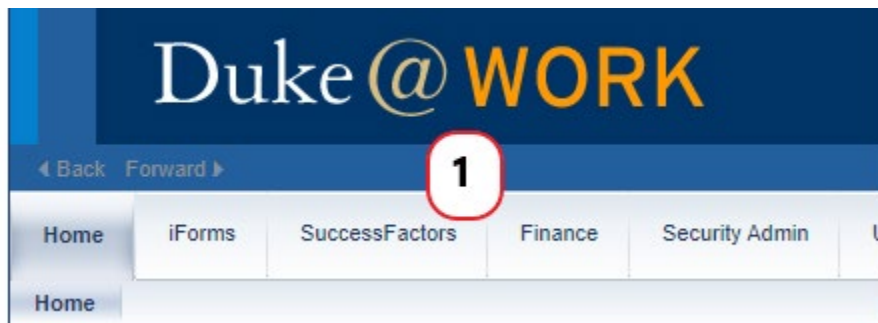 Duke@WORK
Back Forward
1
Home iForms SuccessFactors Finance Security Admin U
Home